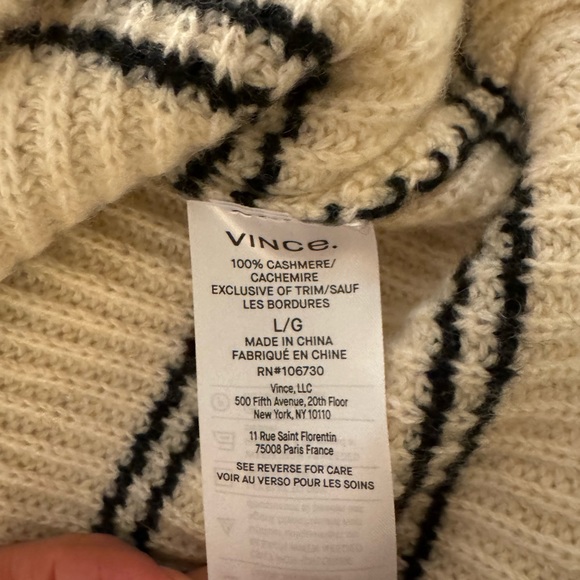 VINCe.
100% CASHMERE/
CACHEMIRE
EXCLUSIVE OF TRIM/SAUF
LES BORDURES
L/G
MADE IN CHINA
FABRIQUÉ EN CHINE
RN#106730
Vince, LLC
500 Fifth Avenue, 20th Floor
New York, NY 10110
11 Rue Saint Florentin
75008 Paris France
SEE REVERSE FOR CARE
VOIR AU VERSO POUR LES SOINS